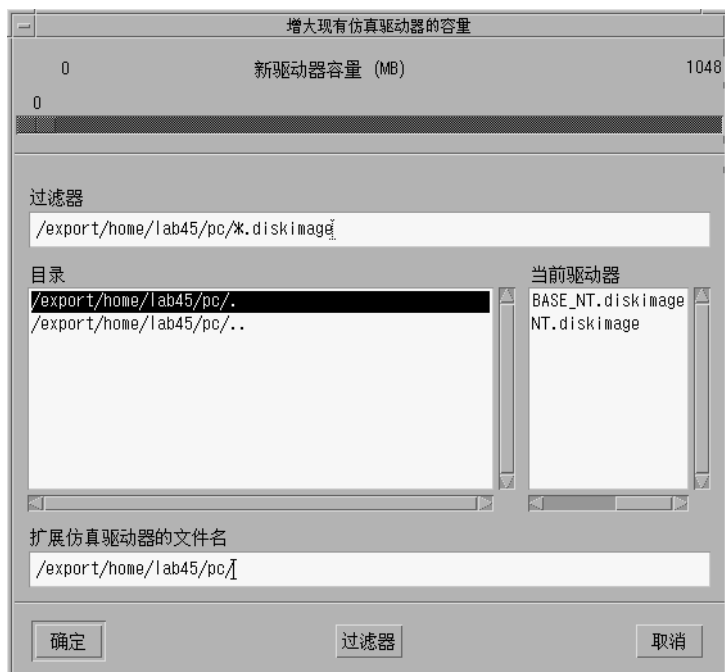 增大现有仿真驱动器的容量
0 新驱动器容量 (MB) 1048
0
过滤器
/export/home/lab45/pc/*.diskimage
目录
/export/home/lab45/pc/.
/export/home/lab45/pc/..
当前驱动器
BASE_NT.diskimage
NT.diskimage
扩展仿真驱动器的文件名
/export/home/lab45/pc/
确定 过滤器 取消